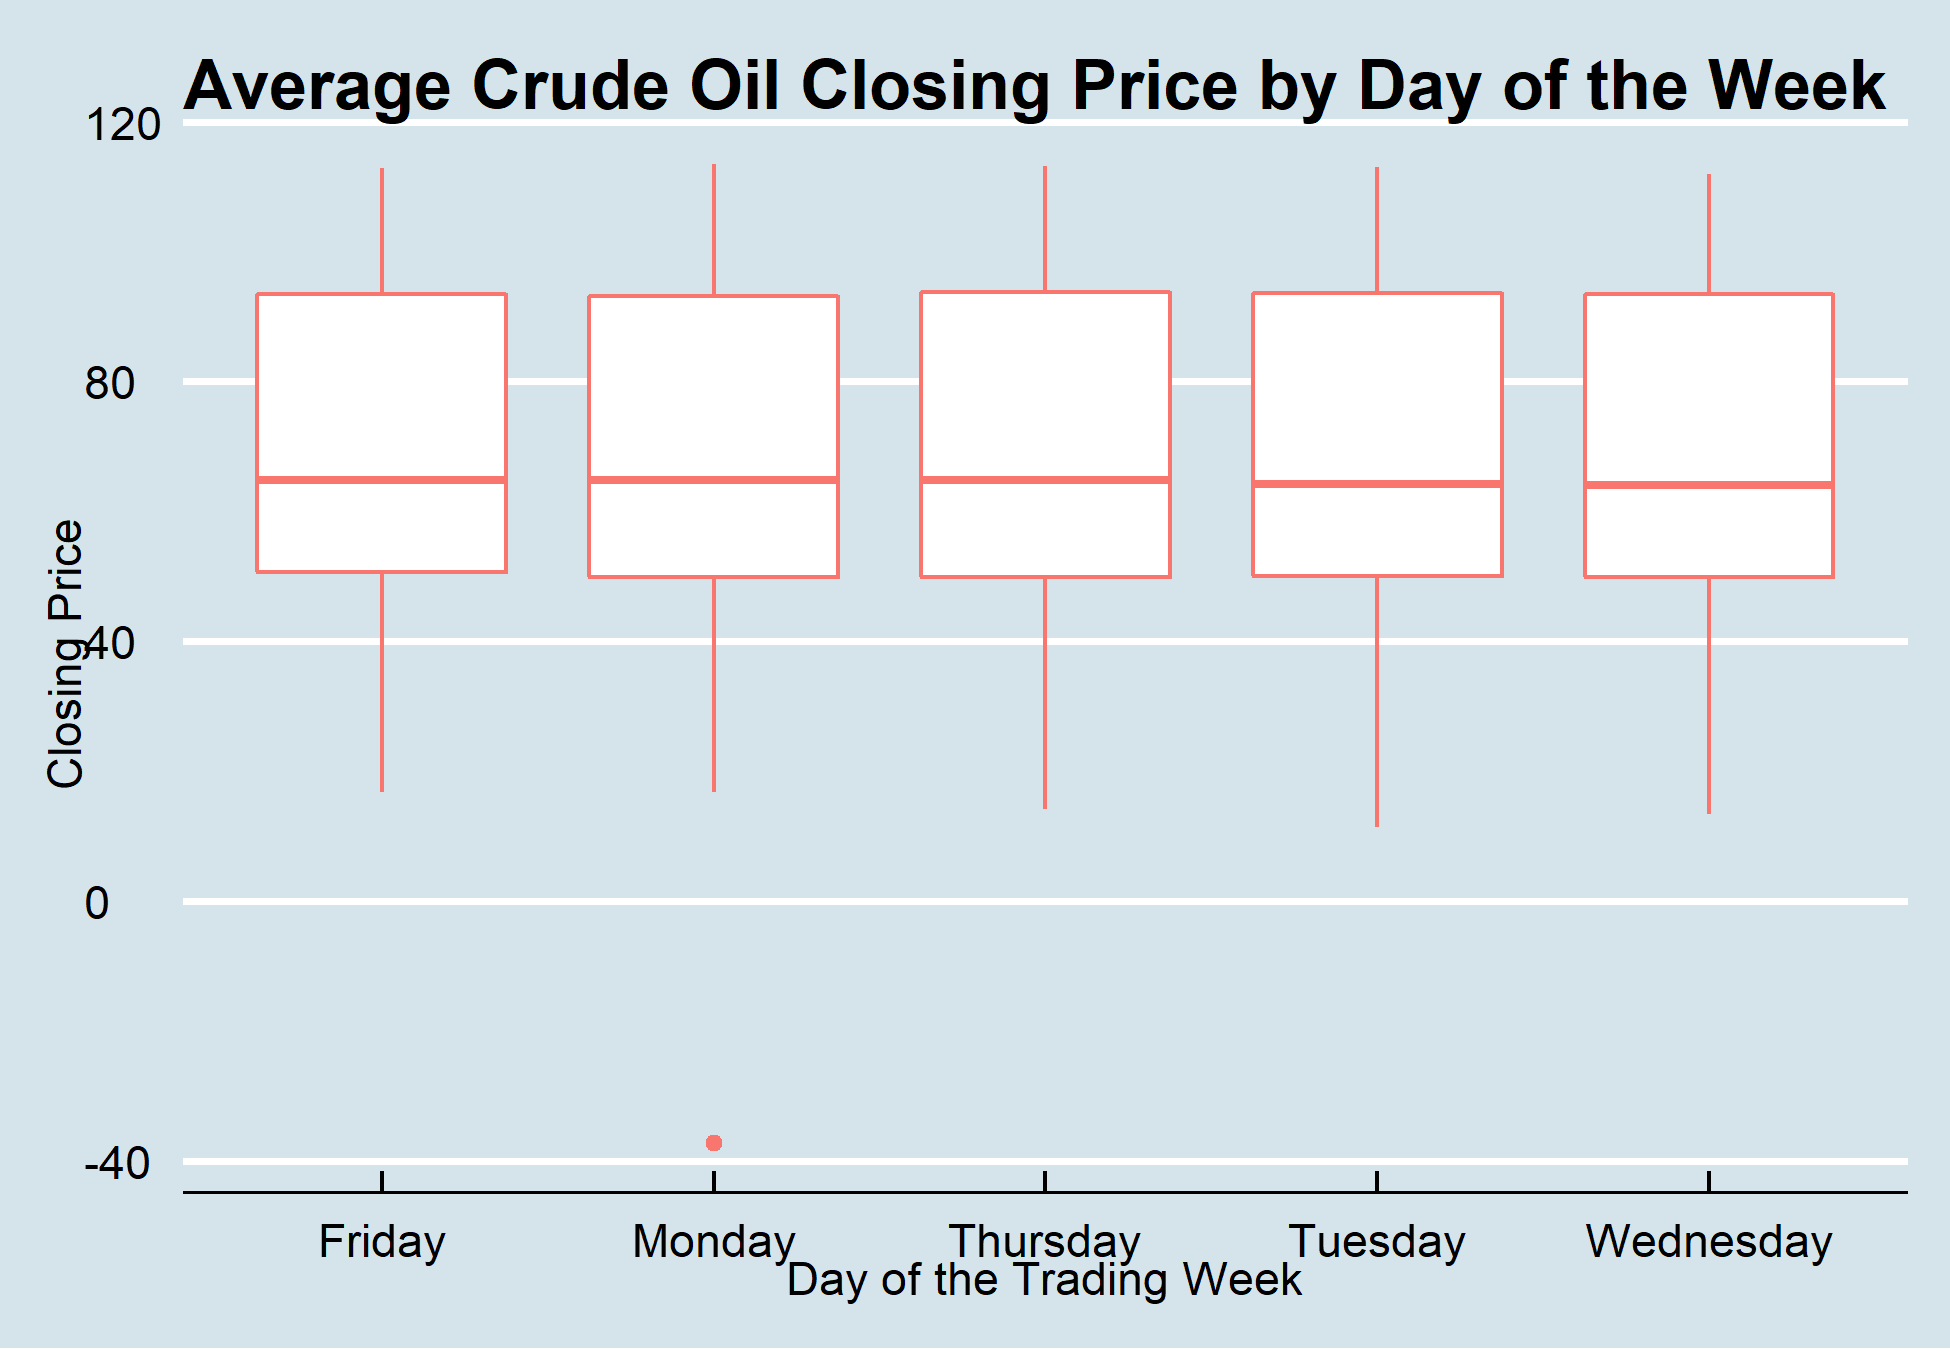 Average Crude Oil Closing Price by Day of the Week
120
80
40
0
-40
Closing Price
Friday Monday Thursday Tuesday Wednesday
Day of the Trading Week